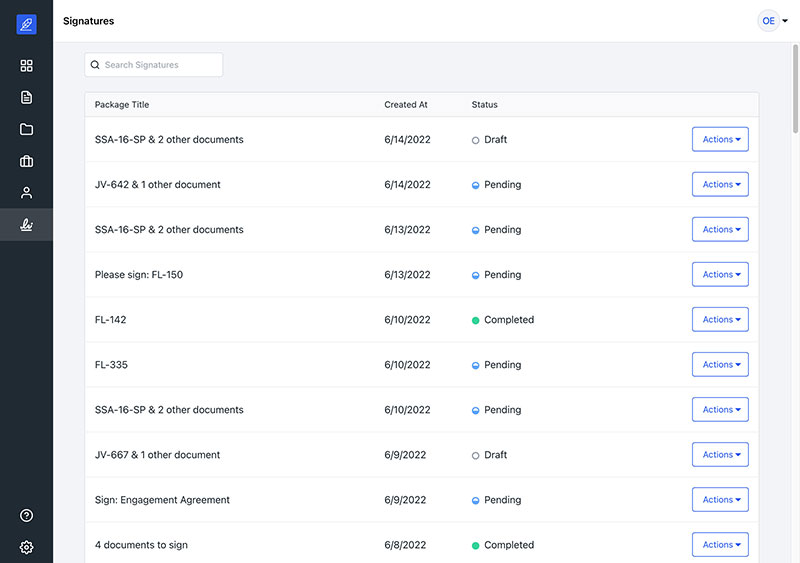 Signatures
OE
Search Signatures
Package Title Created At Status
SSA-16-SP & 2 other documents 6/14/2022 Draft Actions
JV-642 & 1 other document 6/14/2022 Pending Actions
SSA-16-SP & 2 other documents 6/13/2022 Pending Actions
Please sign: FL-150 6/13/2022 Pending Actions
FL-142 6/10/2022 Completed Actions
FL-335 6/10/2022 Pending Actions
SSA-16-SP & 2 other documents 6/10/2022 Pending Actions
JV-667 & 1 other document 6/9/2022 Draft Actions
Sign: Engagement Agreement 6/9/2022 Pending Actions
4 documents to sign 6/8/2022 Completed Actions